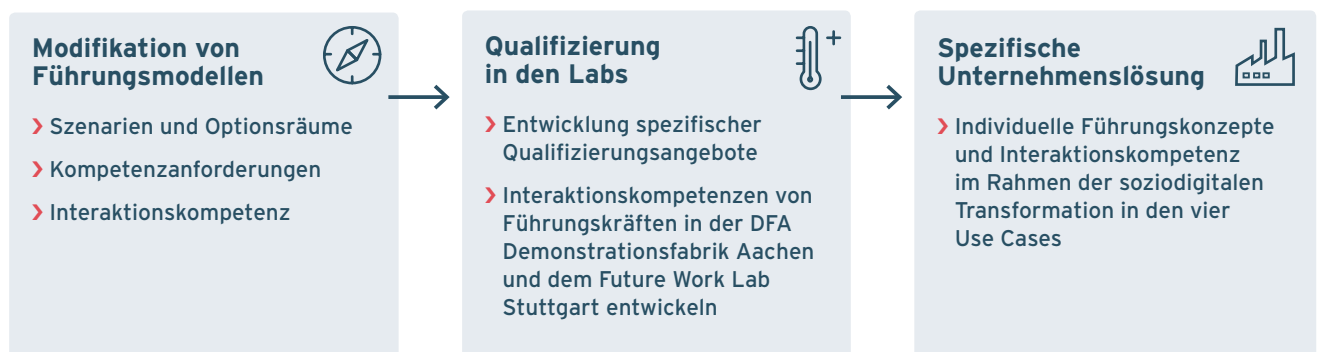 Modifikation von
Führungsmodellen
› Szenarien und Optionsräume
› Kompetenzanforderungen
› Interaktionskompetenz
Qualifizierung
in den Labs
› Entwicklung spezifischer
Qualifizierungsangebote
› Interaktionskompetenzen von
Führungskräften in der DFA
Demonstrationsfabrik Aachen
und dem Future Work Lab
Stuttgart entwickeln
Spezifische
Unternehmenslösung
› Individuelle Führungskonzepte
und Interaktionskompetenz
im Rahmen der soziodigitalen
Transformation in den vier
Use Cases